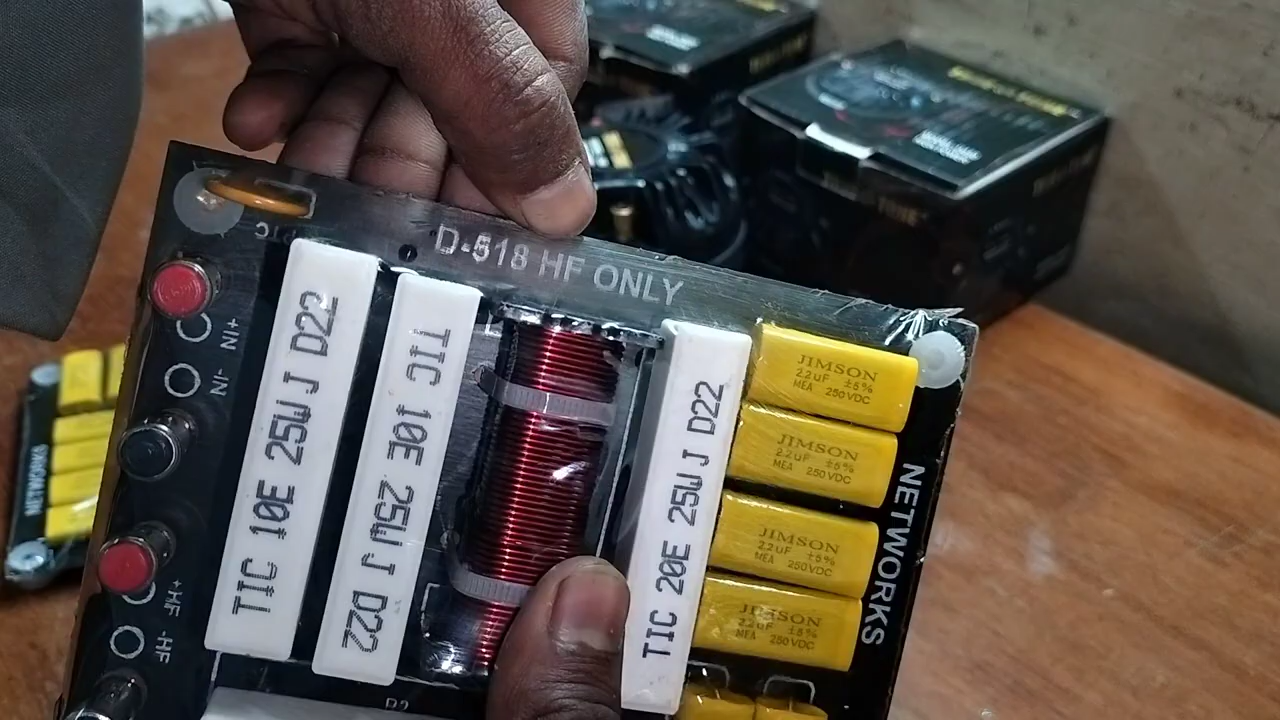 D-518 HF ONLY
IN+
IN-
+HF
-HF
TIC 10E 25W J D22
TIC 10E 25W J D22
TIC 20E 25W J D22
JIMSON
2.2uF ±5%
MEA 250VDC
JIMSON
2.2uF ±5%
MEA 250VDC
JIMSON
2.2uF ±5%
MEA 250VDC
JIMSON
2.2uF ±5%
MEA 250VDC
NETWORKS
R2